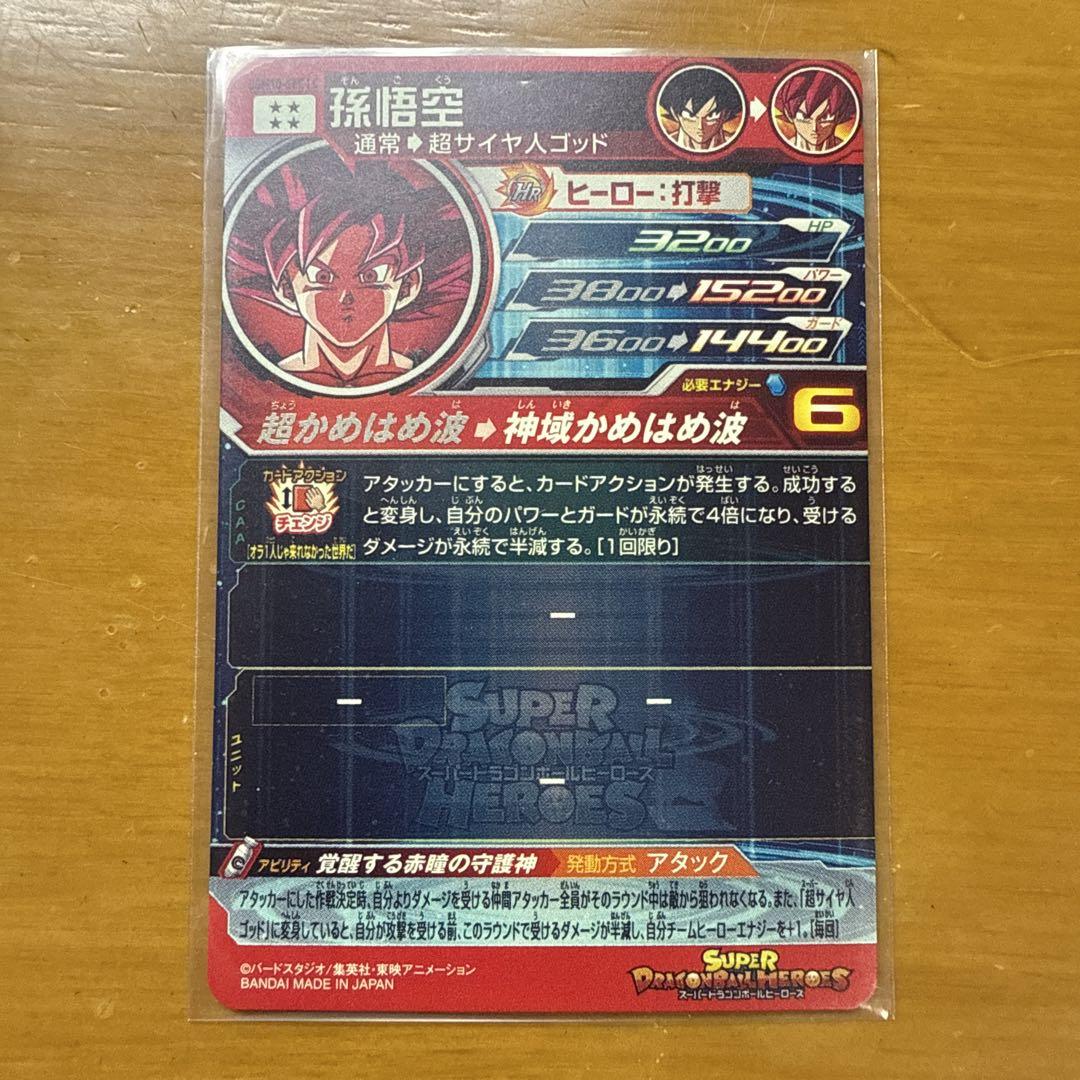 孫悟空
そんごくう
通常➡超サイヤ人ゴッド
HR ヒーロー:打撃
HP
3200
パワー
3800➡15200
ガード
3600➡14400
必要エナジー 6
超かめはめ波➡神域かめはめ波
カードアクション
チェンジ
[オラ1人じゃ来れなかった世界だ]
CAA
アタッカーにすると、カードアクションが発生する。成功する
と変身し、自分のパワーとガードが永続で4倍になり、受ける
ダメージが永続で半減する。[1回限り]
ー
ユニット
ー
ー
ー
SUPER
DRAGONBALL
スーパードラゴンボールヒーローズ
HEROES
アビリティ 覚醒する赤瞳の守護神 発動方式 アタック
アタッカーにした作戦決定時、自分よりダメージを受ける仲間アタッカー全員がそのラウンド中は敵から狙われなくなる。また、「超サイヤ人
ゴッド」に変身していると、自分が攻撃を受ける前、このラウンドで受けるダメージが半減し、自分チームヒーローエナジーを+1。[毎回]
©バードスタジオ/集英社・東映アニメーション
BANDAI MADE IN JAPAN
SUPER
DRAGONBALL HEROES
スーパードラゴンボールヒーローズ